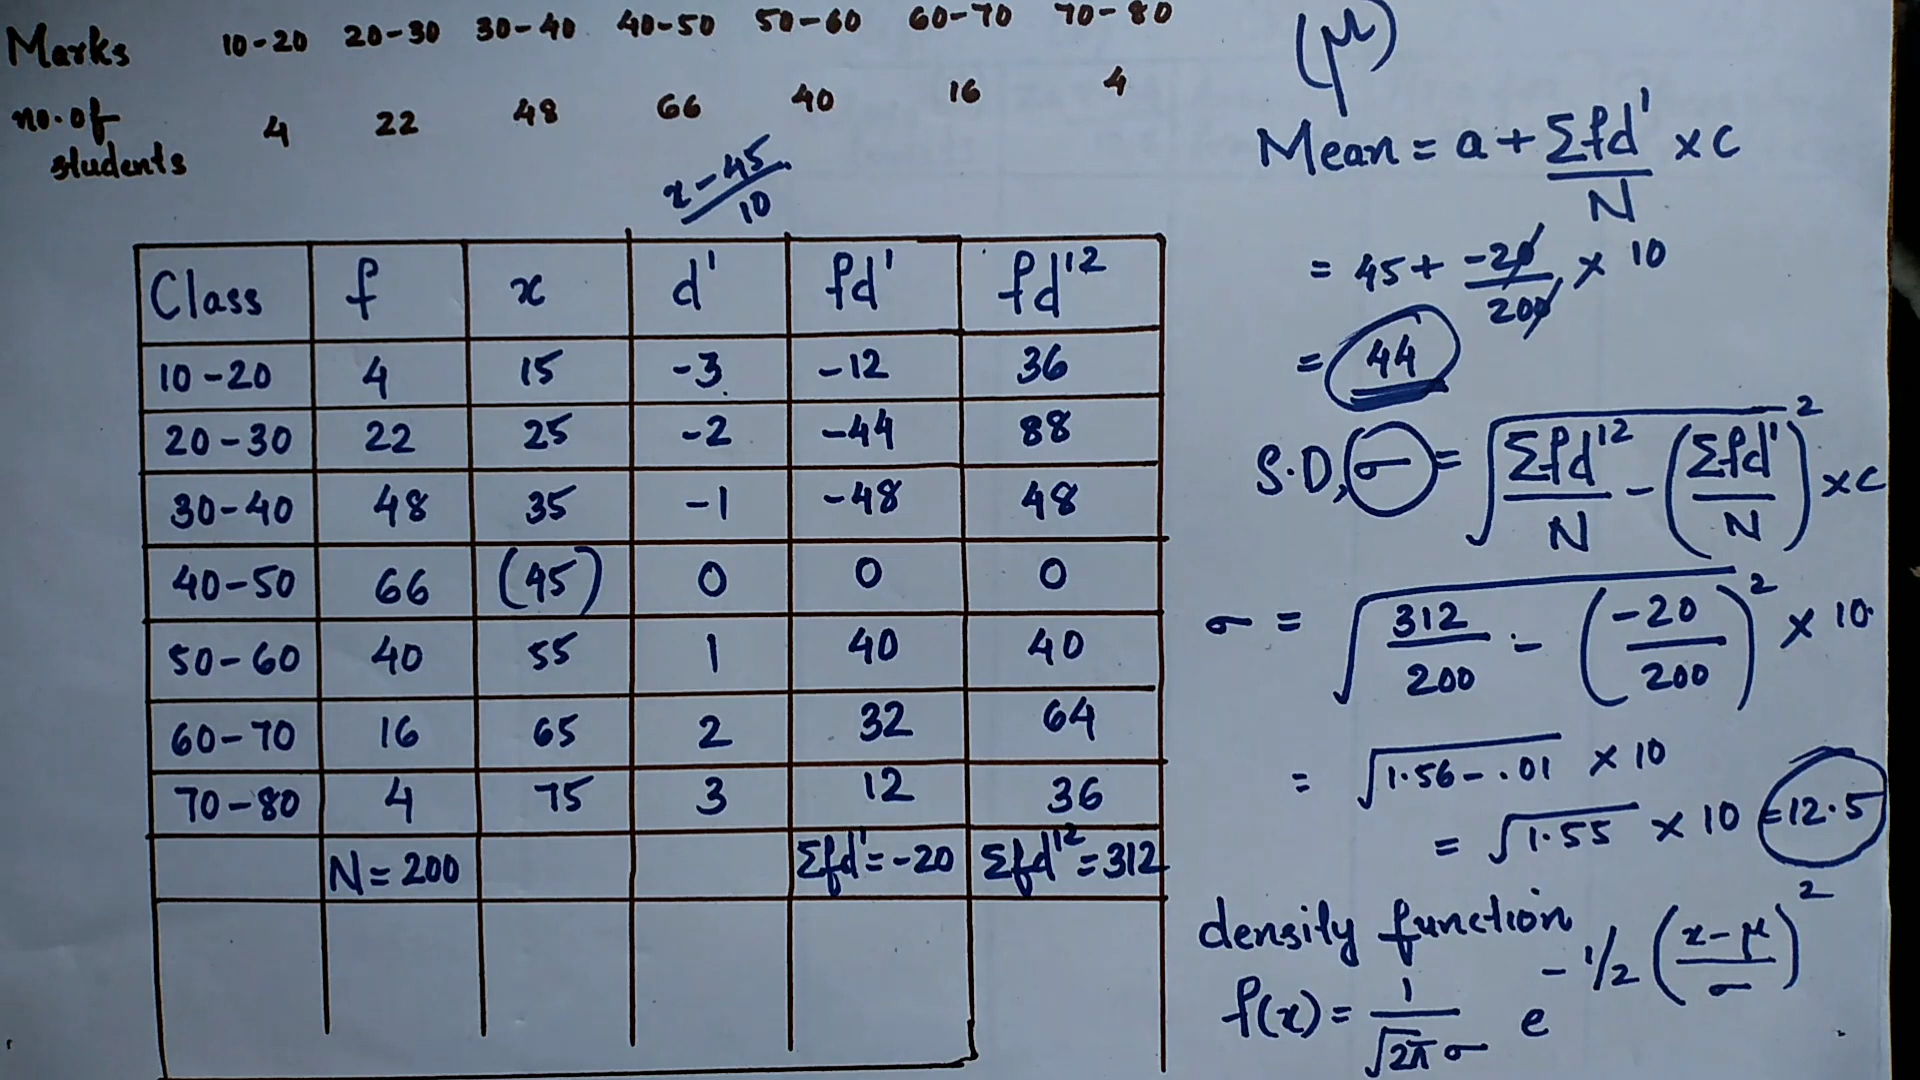 Marks 10-20 20-30 30-40 40-50 50-60 60-70 70-80
no. of students 4 22 48 66 40 16 4
x-45/10
Class f x d' fd' fd'²
10-20 4 15 -3 -12 36
20-30 22 25 -2 -44 88
30-40 48 35 -1 -48 48
40-50 66 (45) 0 0 0
50-60 40 55 1 40 40
60-70 16 65 2 32 64
70-80 4 75 3 12 36
N=200 Σfd'=-20 Σfd'²=312
(μ)
Mean = a + Σfd'/N × C
= 45 + -20/200 × 10
= 44
S.D, σ = √(Σfd'²/N - (Σfd'/N)²) × C
σ = √(312/200 - (-20/200)²) × 10.
= √(1.56-.01) × 10
= √1.55 × 10 = 12.5
density function
f(x) = 1/(√2π σ) e^(-1/2 ((x-μ)/σ)²)